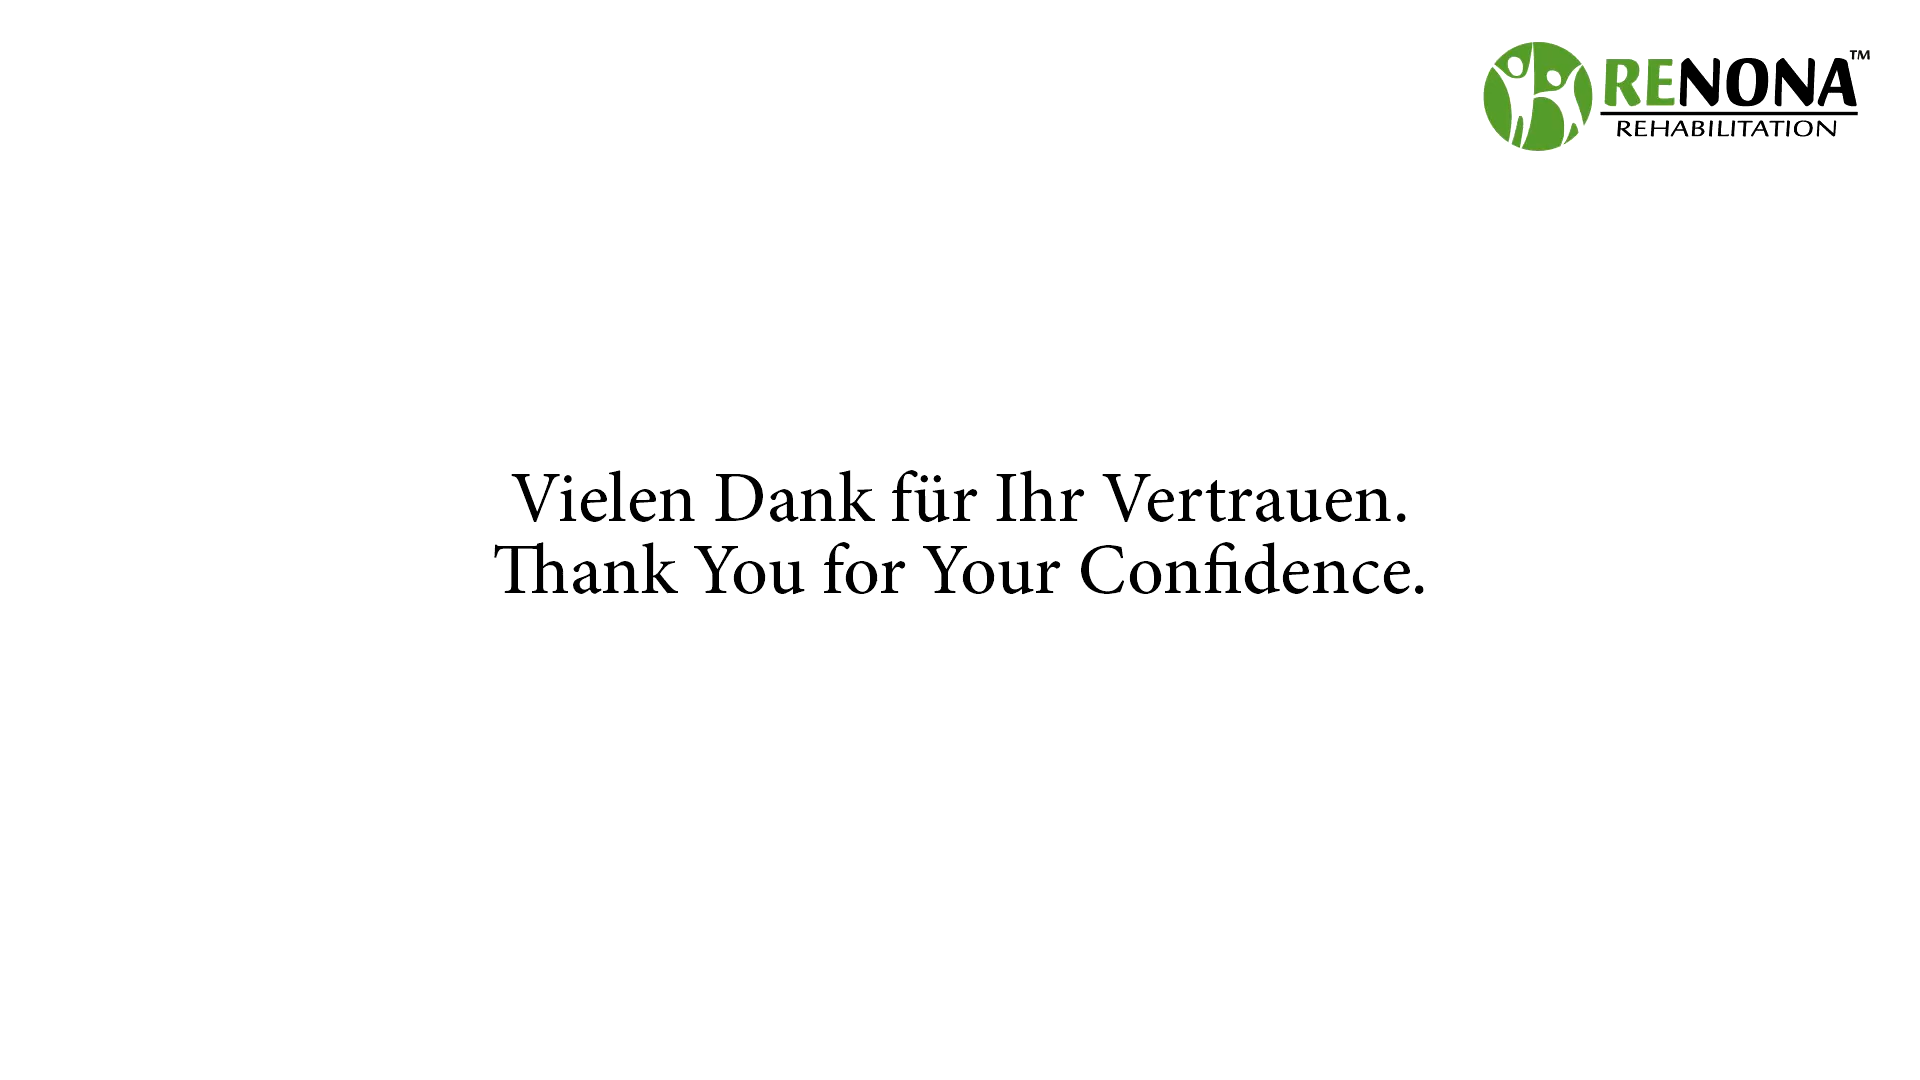 RENONA™
REHABILITATION
Vielen Dank für Ihr Vertrauen.
Thank You for Your Confidence.